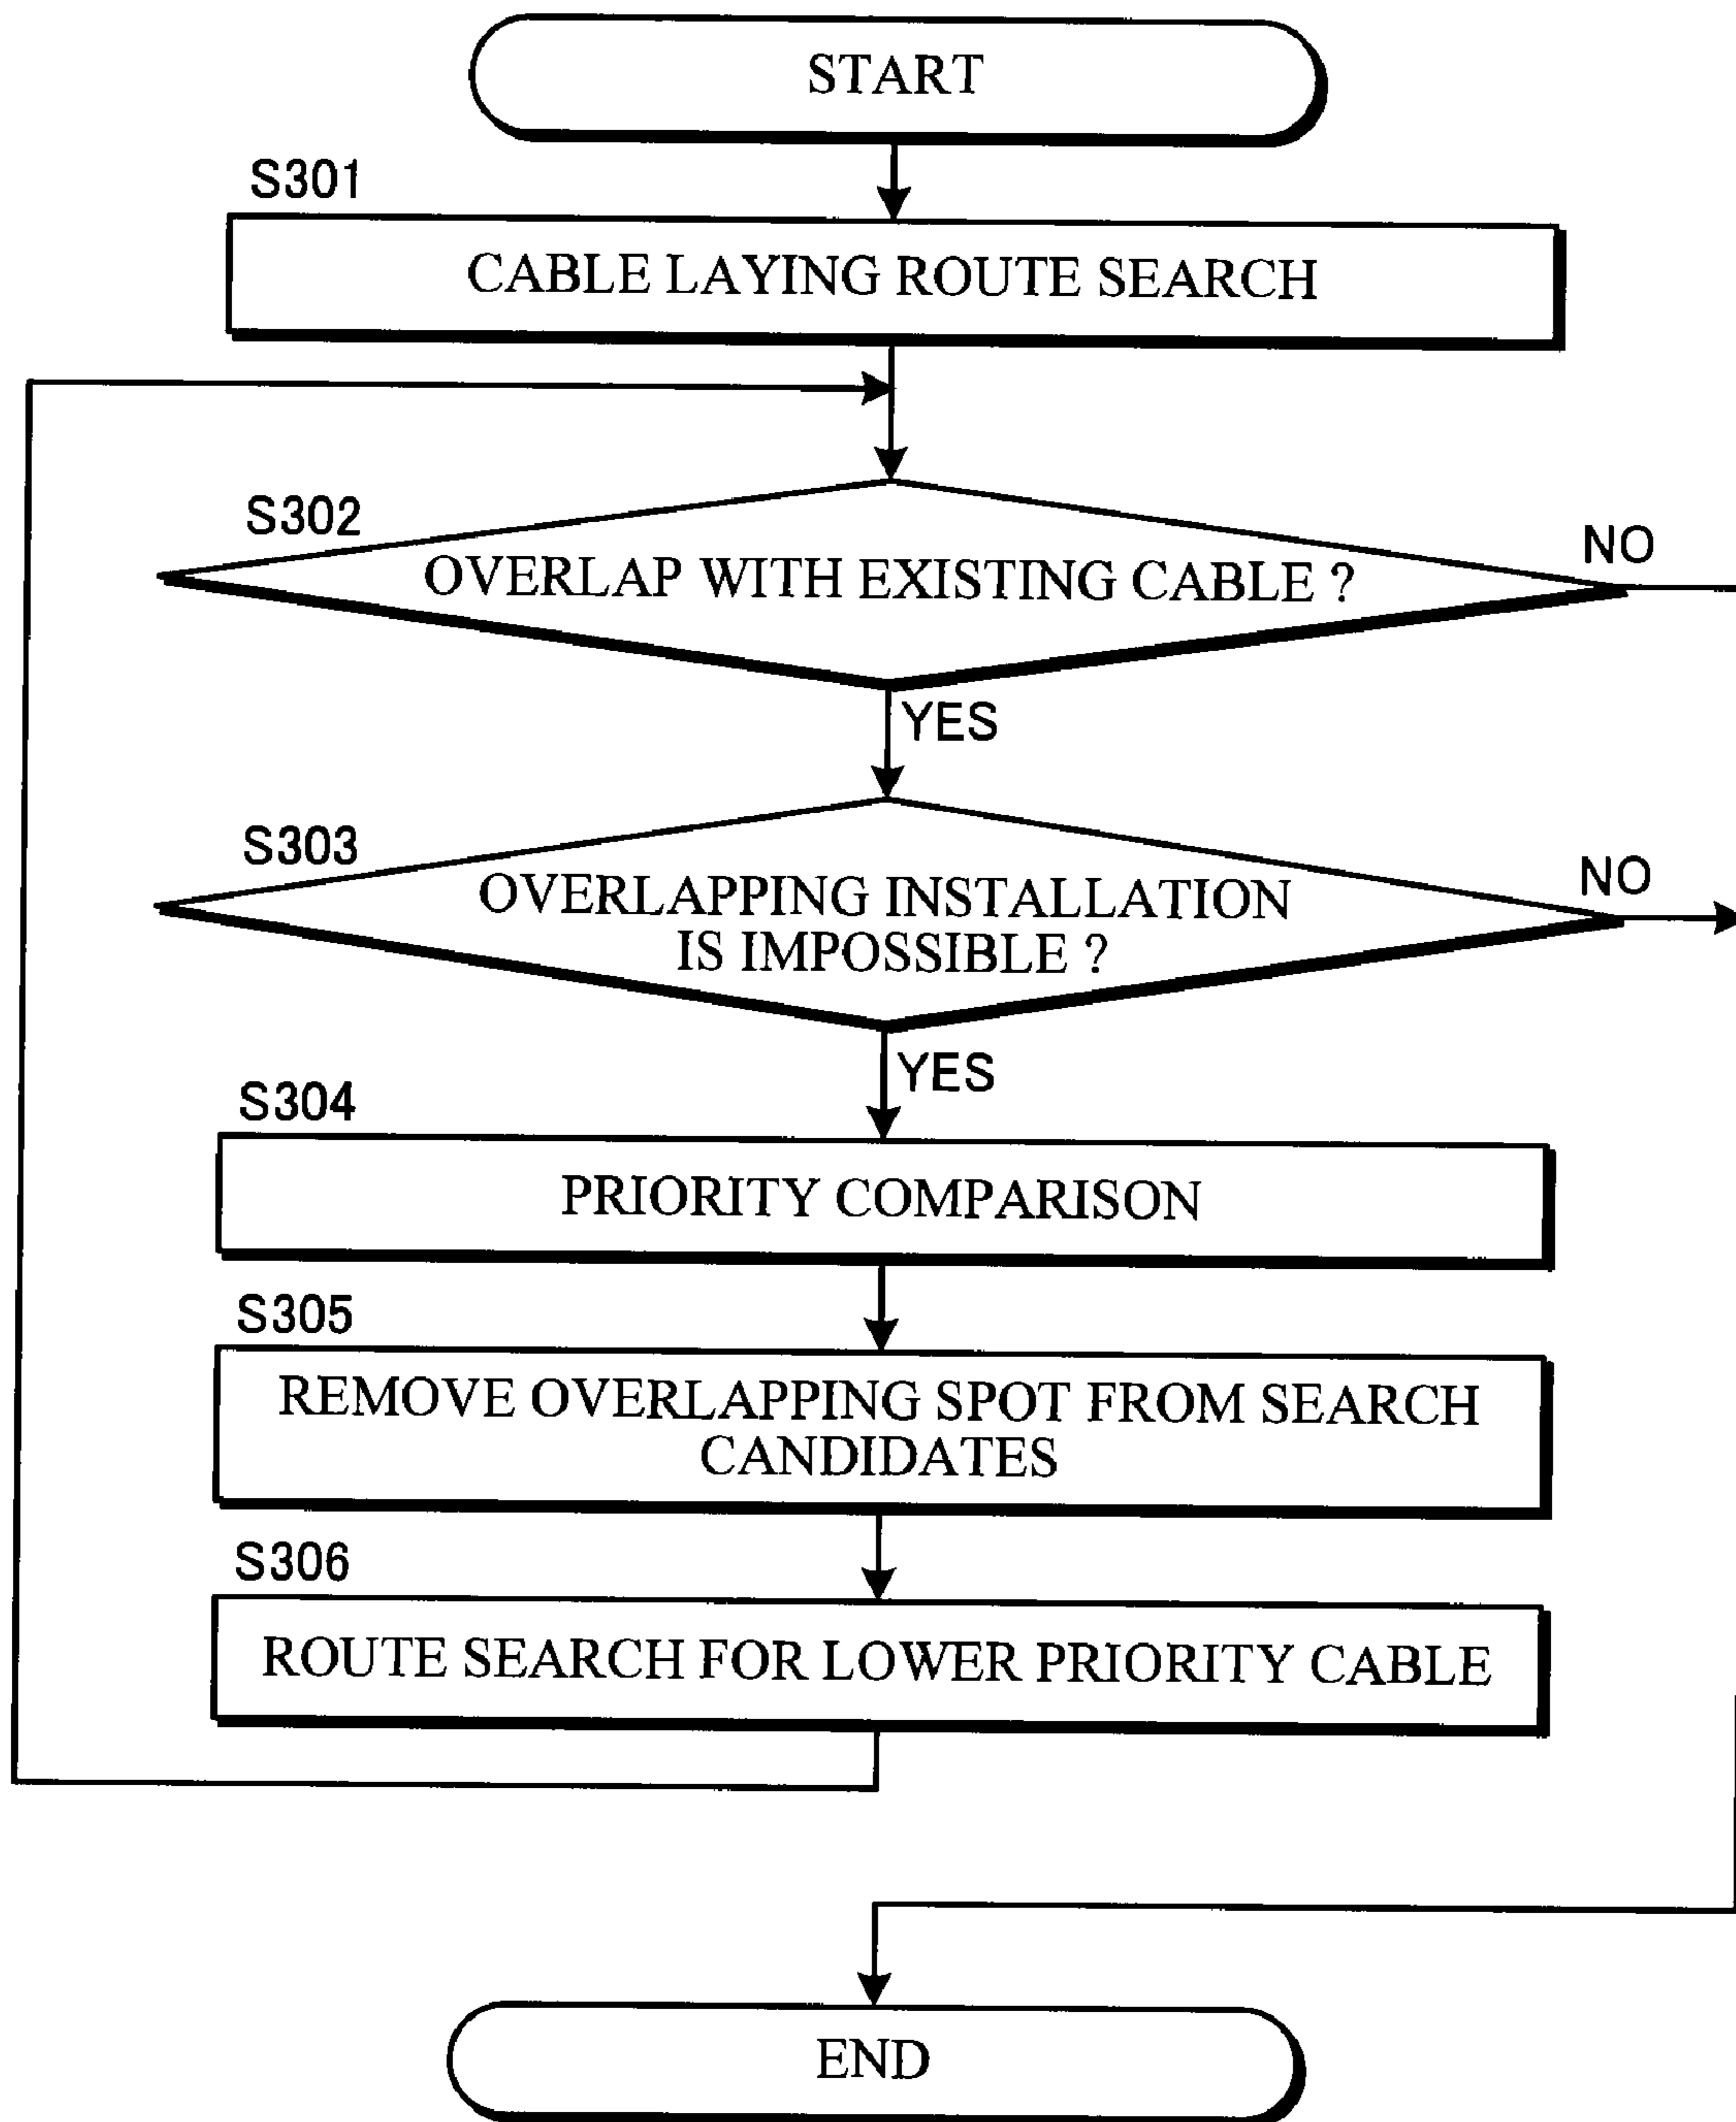 START
S301
CABLE LAYING ROUTE SEARCH
S302
OVERLAP WITH EXISTING CABLE ?
NO
YES
S303
OVERLAPPING INSTALLATION
IS IMPOSSIBLE ?
NO
YES
S304
PRIORITY COMPARISON
S305
REMOVE OVERLAPPING SPOT FROM SEARCH
CANDIDATES
S306
ROUTE SEARCH FOR LOWER PRIORITY CABLE
END